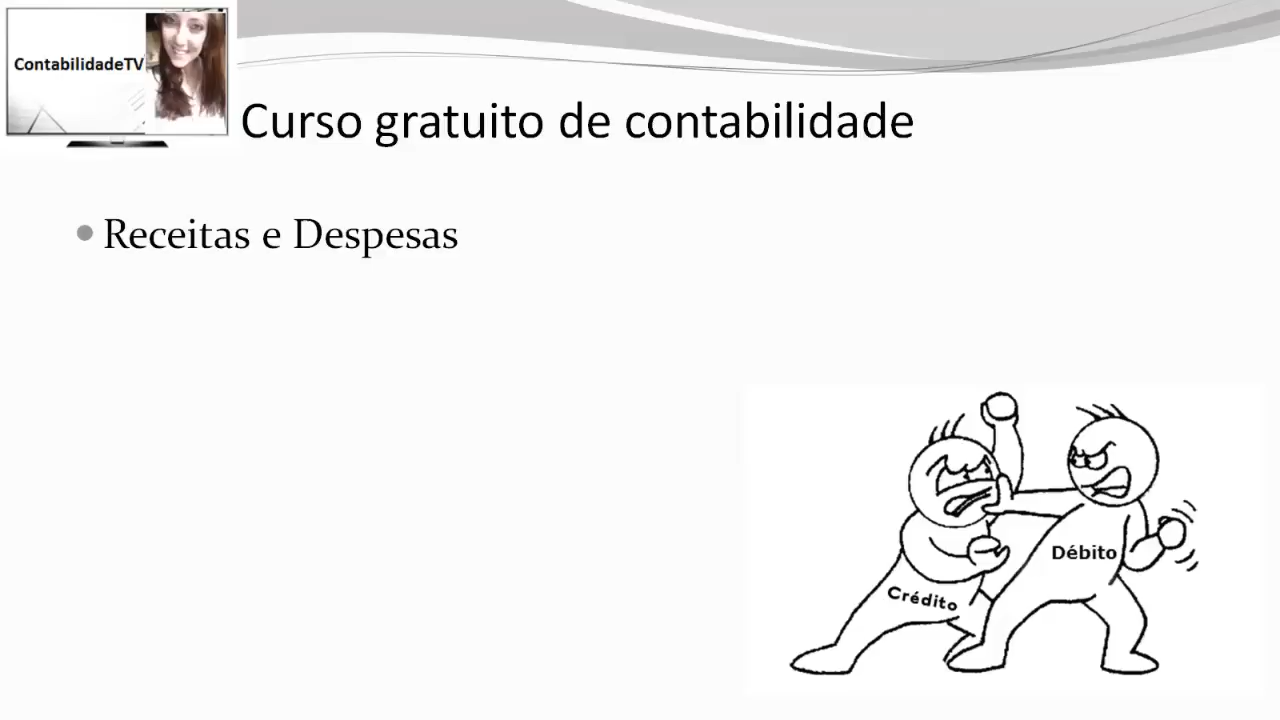 ContabilidadeTV
Curso gratuito de contabilidade
Receitas e Despesas
Débito
Crédito